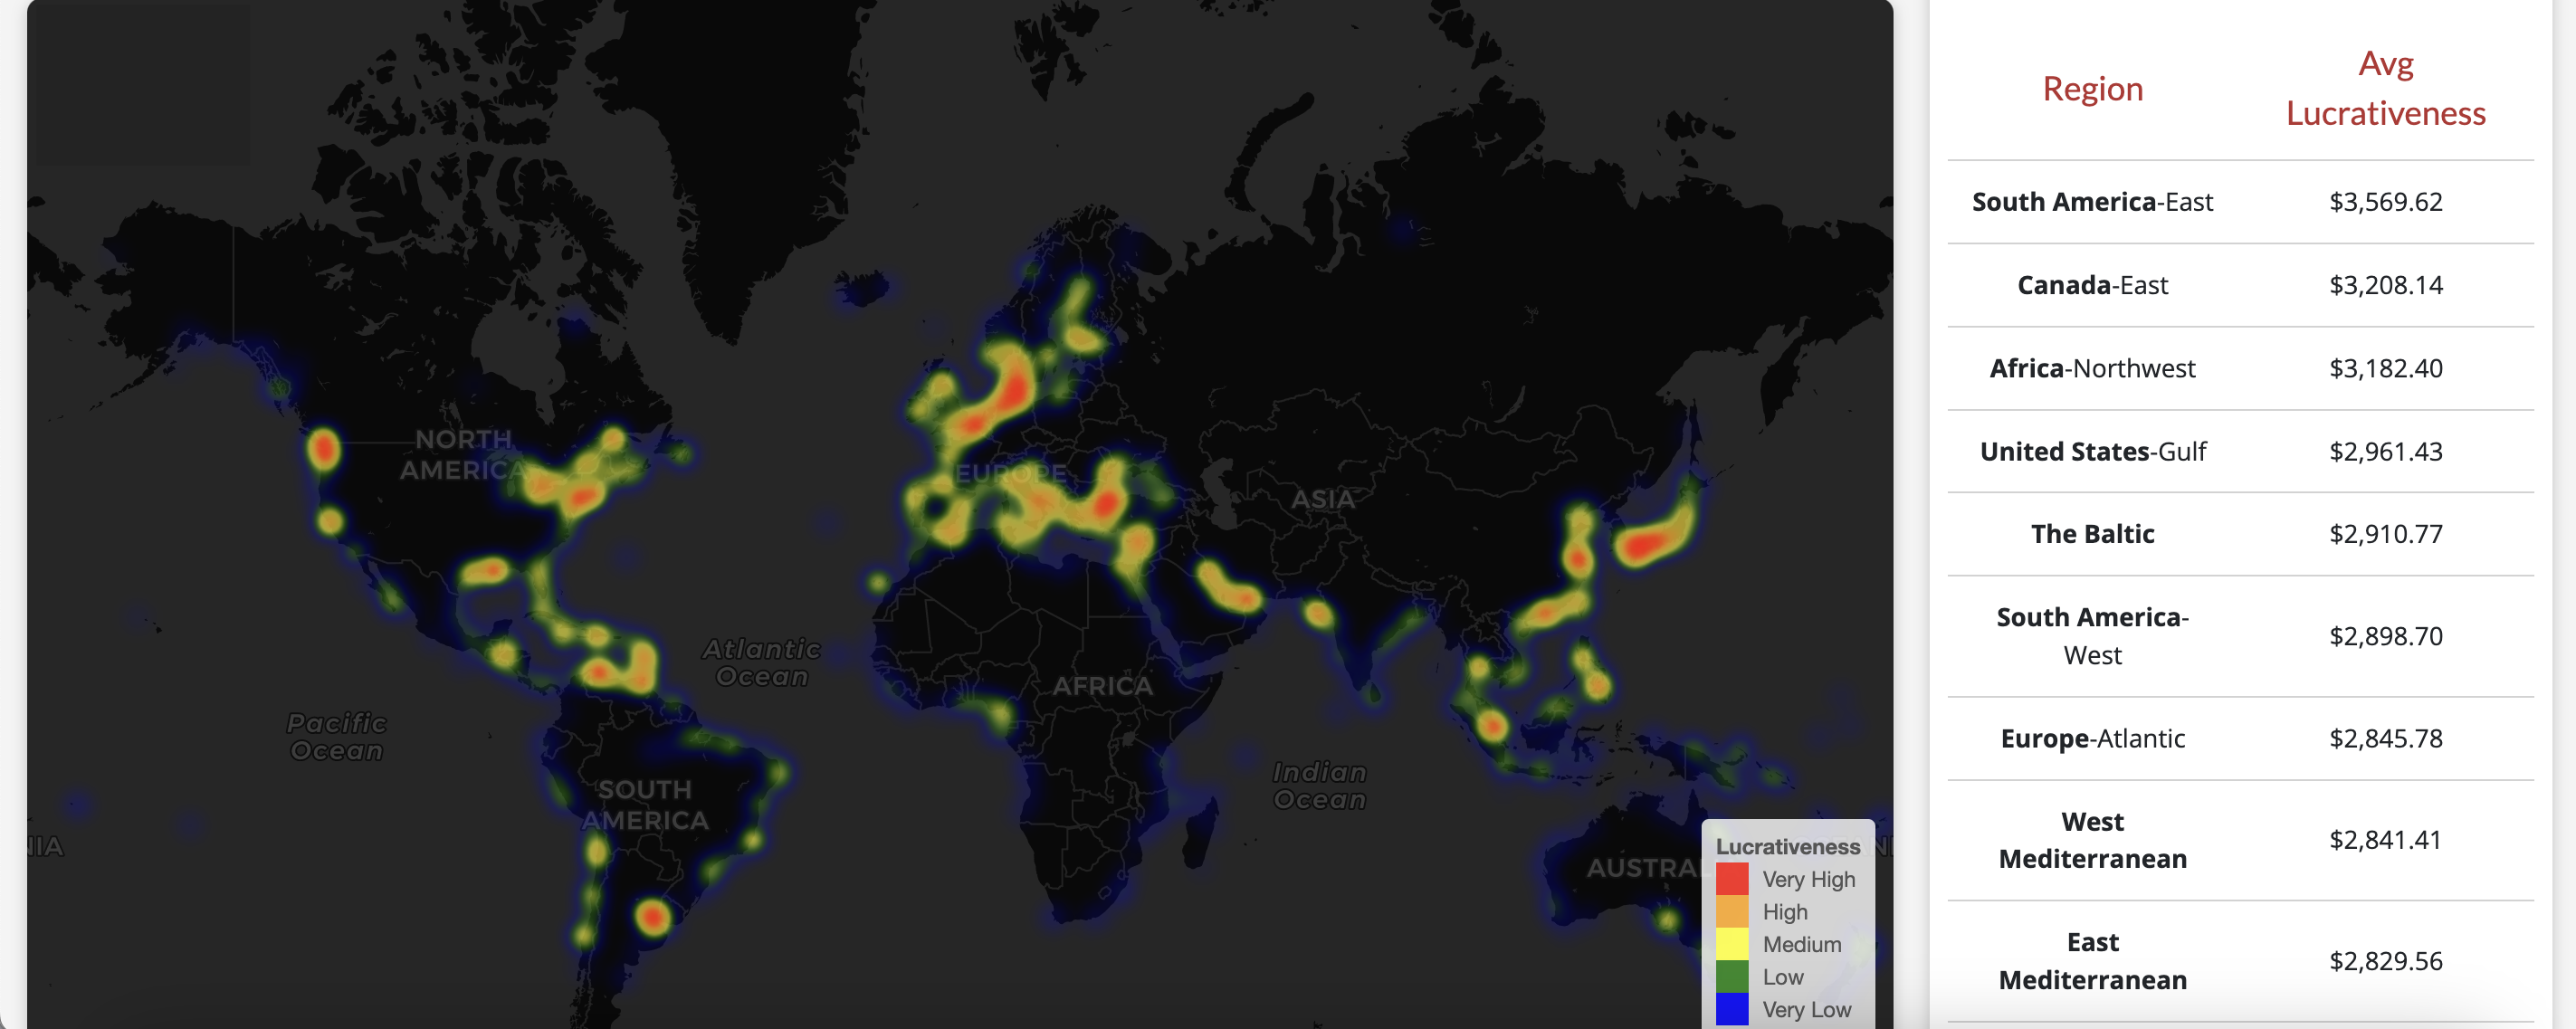 NORTH
AMERICA
EUROPE
ASIA
Atlantic
Ocean
AFRICA
Pacific
Ocean
SOUTH
AMERICA
Indian
Ocean
NIA
AUSTRAL
Lucrativeness
Very High
High
Medium
Low
Very Low
Region
Avg
Lucrativeness
South America-East $3,569.62
Canada-East $3,208.14
Africa-Northwest $3,182.40
United States-Gulf $2,961.43
The Baltic $2,910.77
South America-
West
$2,898.70
Europe-Atlantic $2,845.78
West
Mediterranean
$2,841.41
East
Mediterranean
$2,829.56